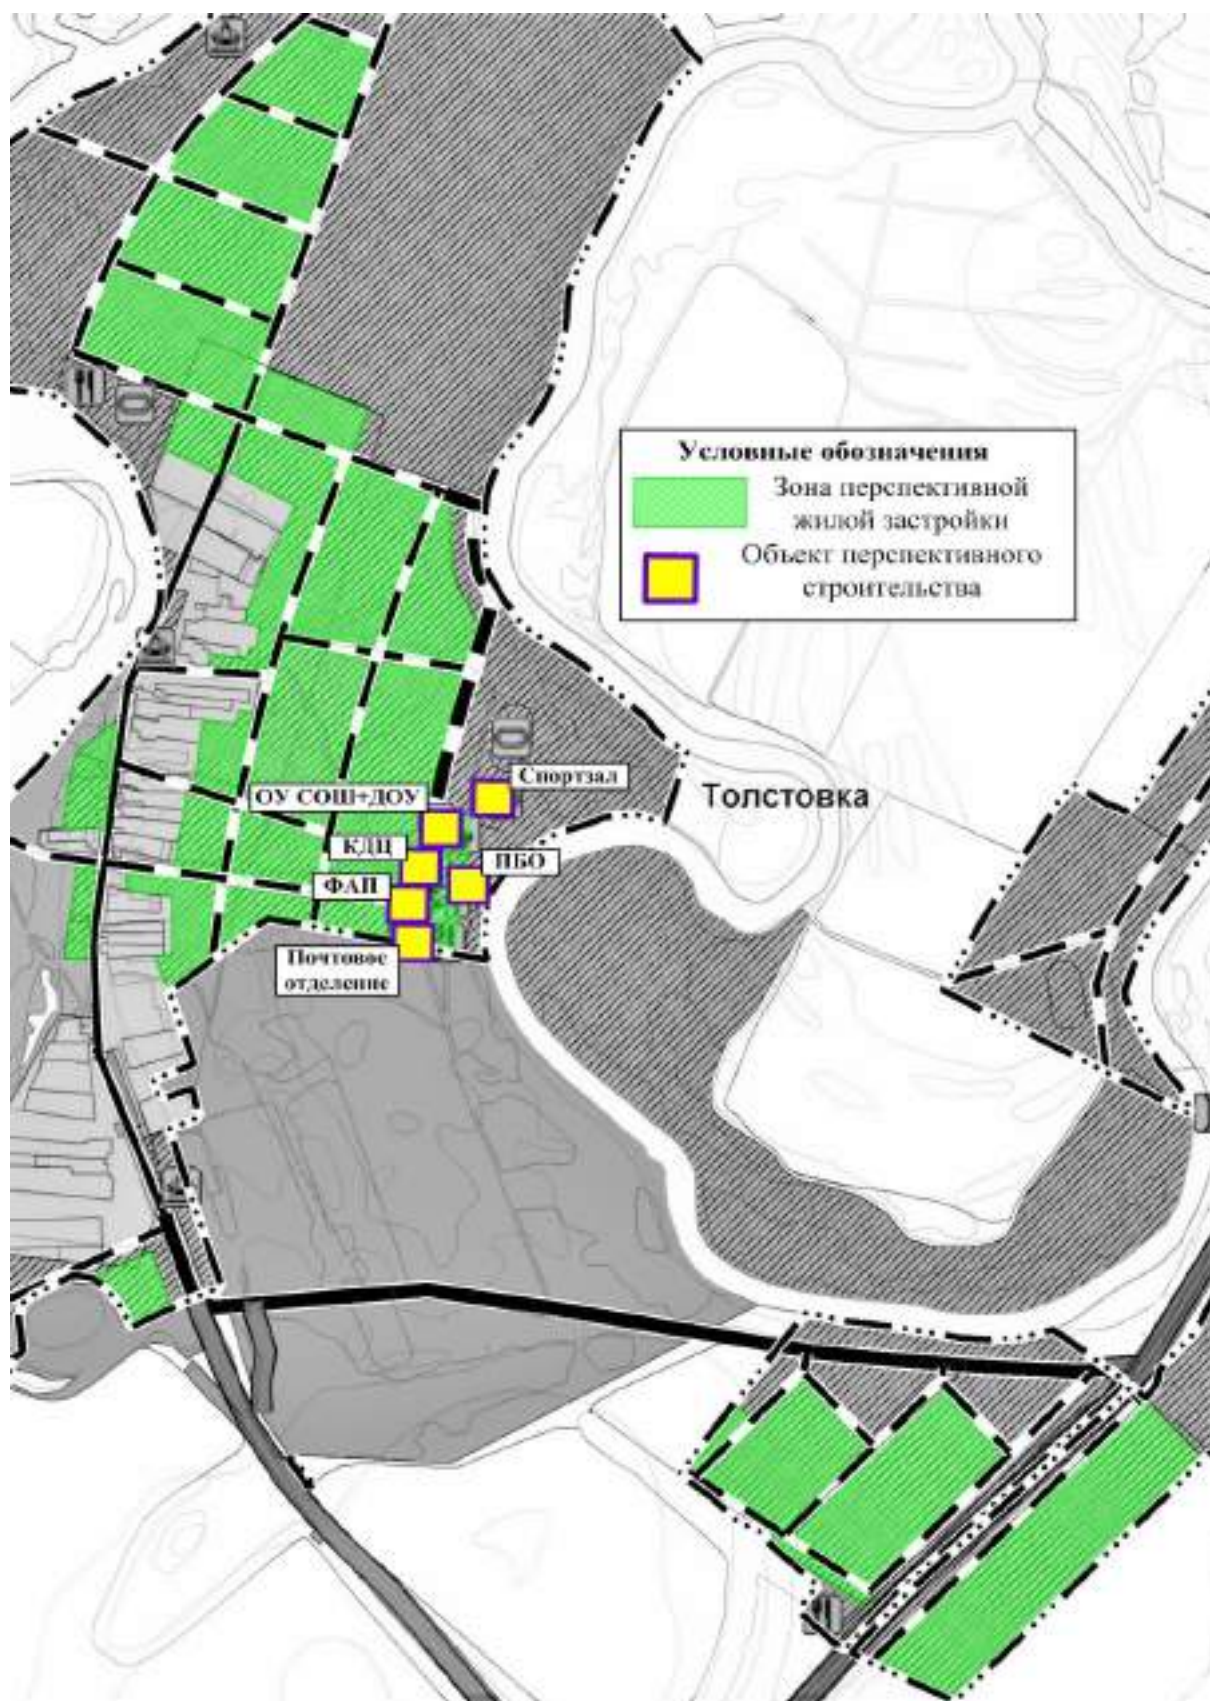 Условные обозначения
Зона перспективной
жилой застройки
Объект перспективного
строительства
Спортзал
ОУ СОШ+ДОУ
Толстовка
КДЦ
ПБО
ФАП
Почтовое
отделение